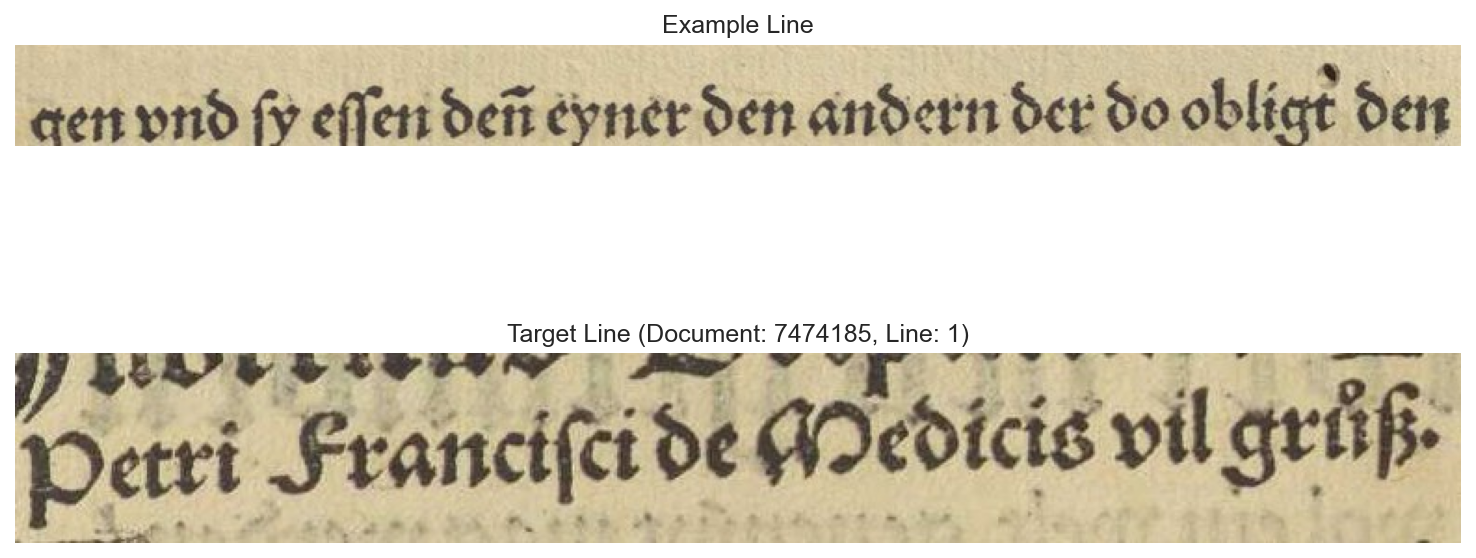 Example Line
gen vnd ſy eſſen deñ eyner den andern der do obligt den
Target Line (Document: 7474185, Line: 1)
Petri Franciſci de Medicis vil grůß.